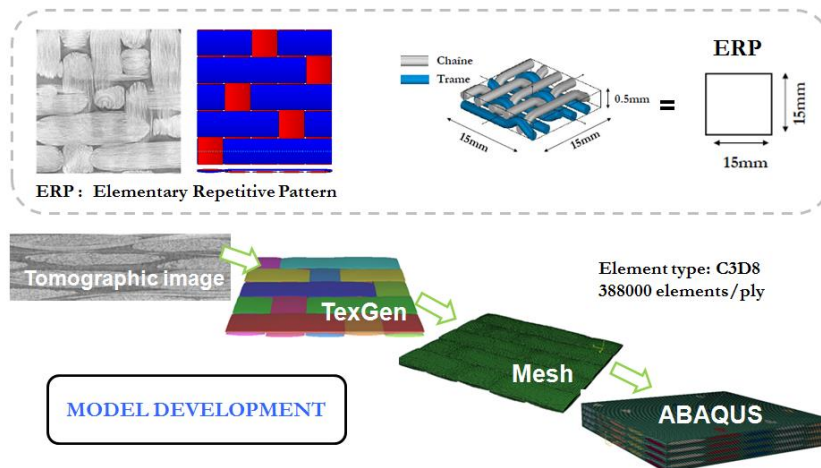 ERP
Chaine
Trame
0.5mm
=
15mm
15mm
15mm
15mm
ERP : Elementary Repetitive Pattern
Tomographic image
TexGen
Element type: C3D8
388000 elements/ply
Mesh
MODEL DEVELOPMENT
ABAQUS